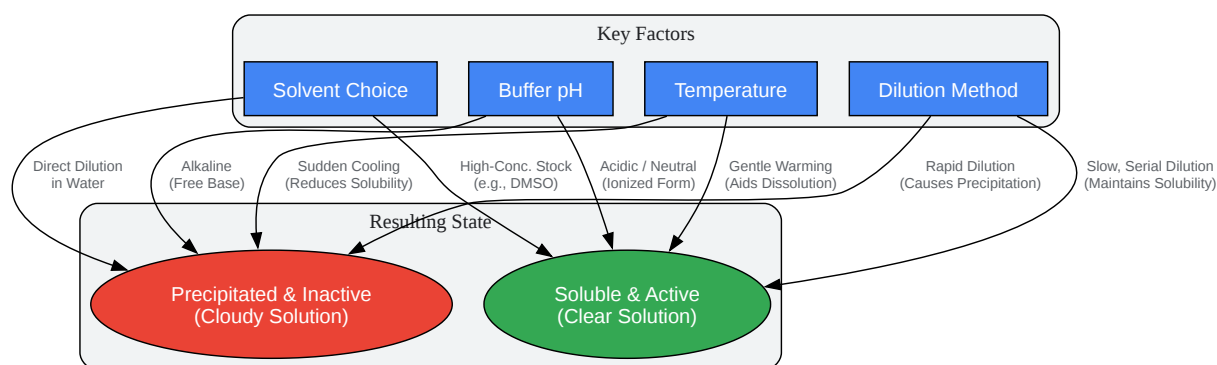 Key Factors
Solvent Choice
Buffer pH
Temperature
Dilution Method
Direct Dilution
in Water
Alkaline
(Free Base)
Sudden Cooling
(Reduces Solubility)
High-Conc. Stock
(e.g., DMSO)
Acidic / Neutral
(Ionized Form)
Gentle Warming
(Aids Dissolution)
Rapid Dilution
(Causes Precipitation)
Slow, Serial Dilution
(Maintains Solubility)
Resulting State
Precipitated & Inactive
(Cloudy Solution)
Soluble & Active
(Clear Solution)